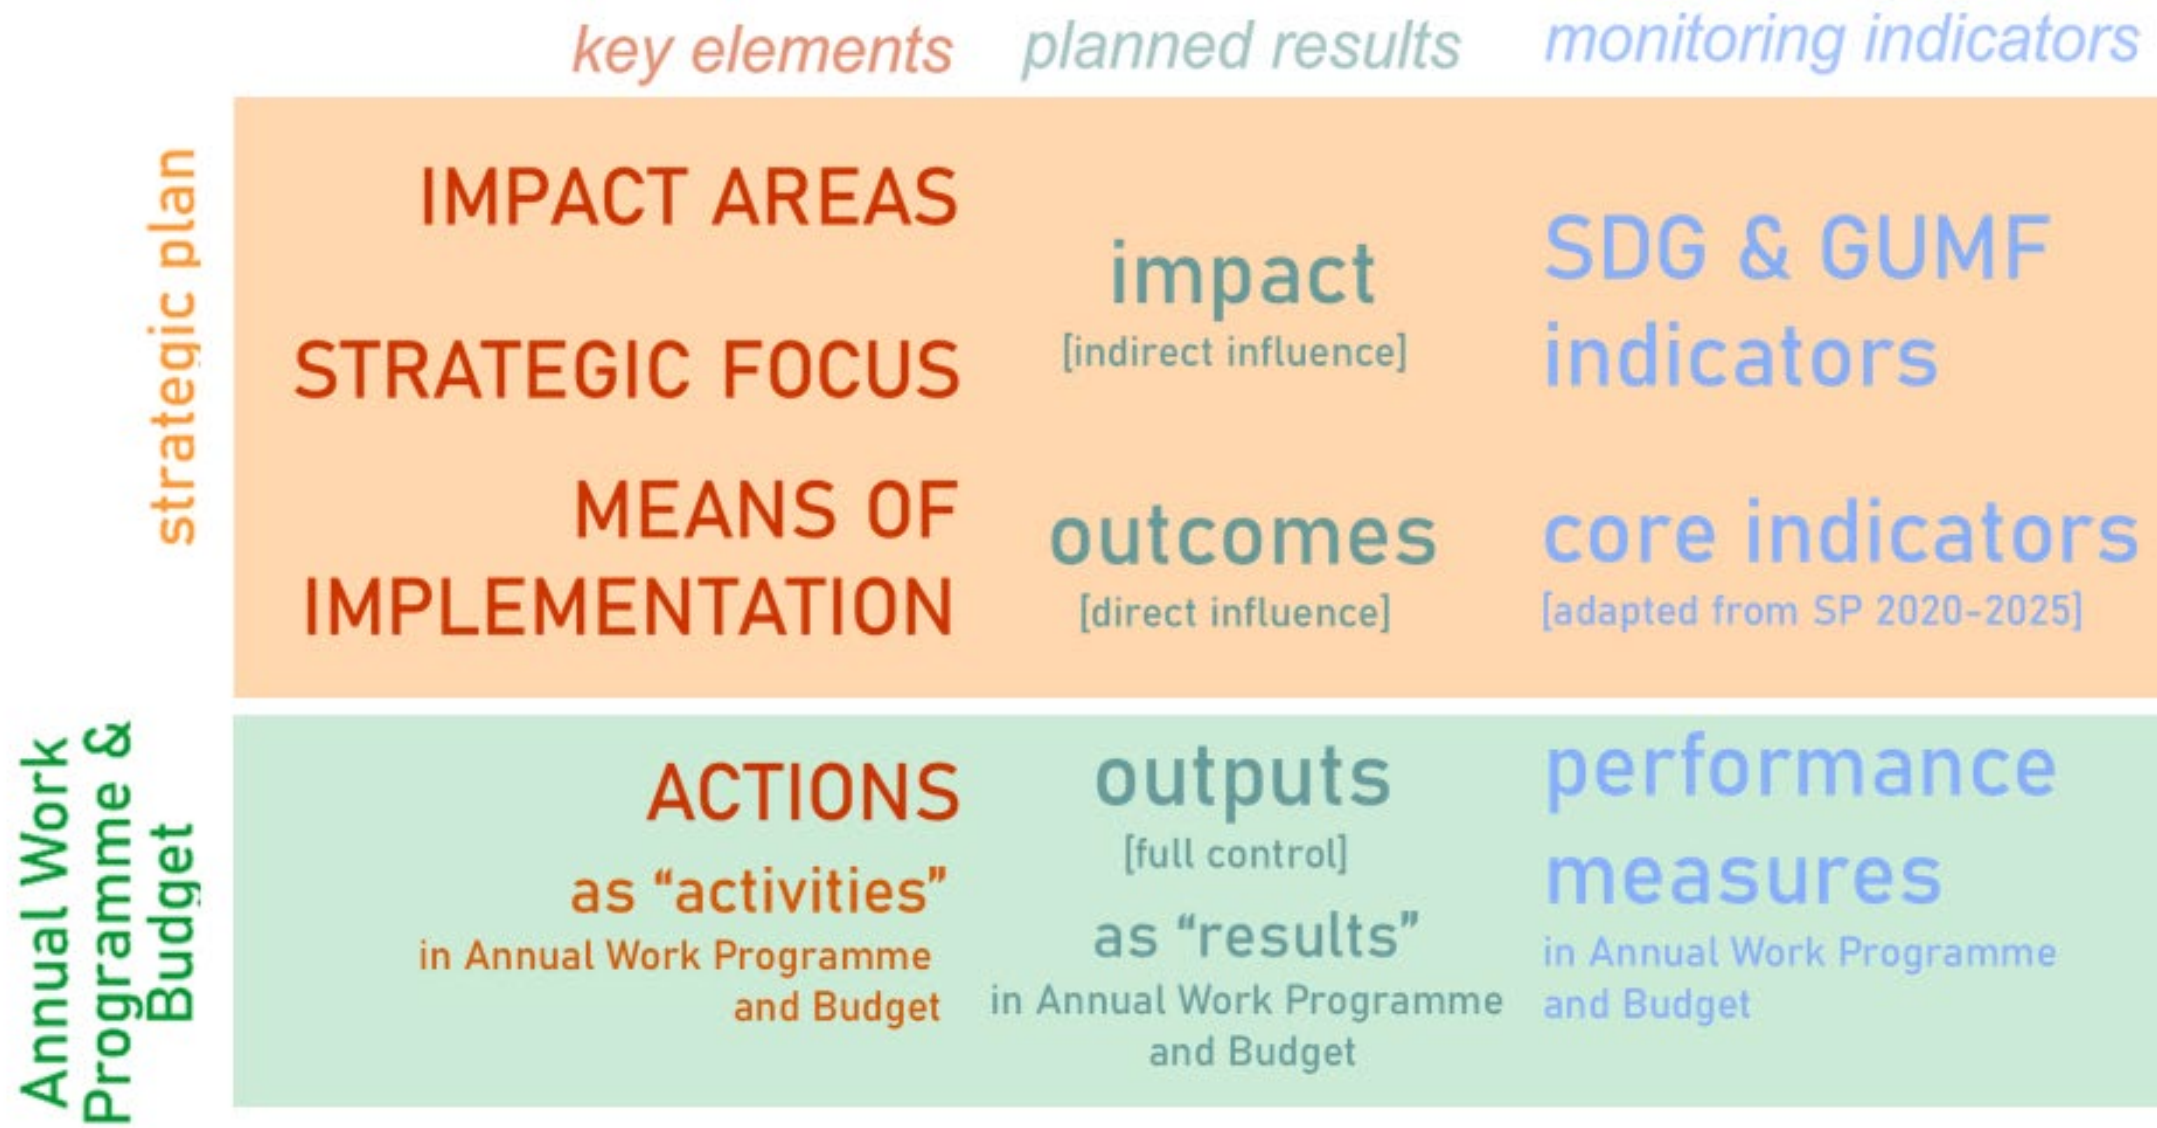 key elements
planned results
monitoring indicators
strategic plan
IMPACT AREAS
STRATEGIC FOCUS
impact
[indirect influence]
SDG & GUMF
indicators
MEANS OF
IMPLEMENTATION
outcomes
[direct influence]
core indicators
[adapted from SP 2020-2025]
Annual Work
Programme &
Budget
ACTIONS
as “activities”
in Annual Work Programme
and Budget
outputs
[full control]
as “results”
in Annual Work Programme
and Budget
performance
measures
in Annual Work Programme
and Budget